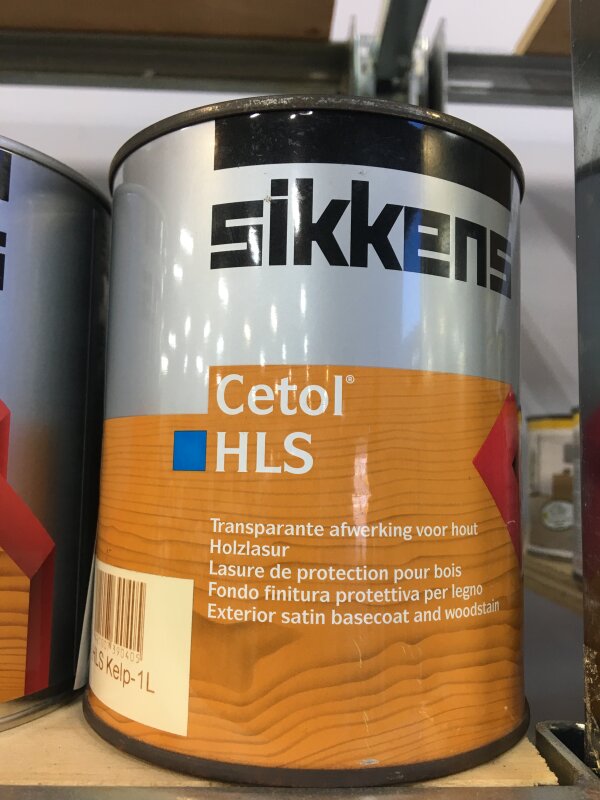 sikkens
Cetol®
HLS
Transparante afwerking voor hout
Holzlasur
Lasure de protection pour bois
Fondo finitura protettiva per legno
Exterior satin basecoat and woodstain
HLS Kelp-1L